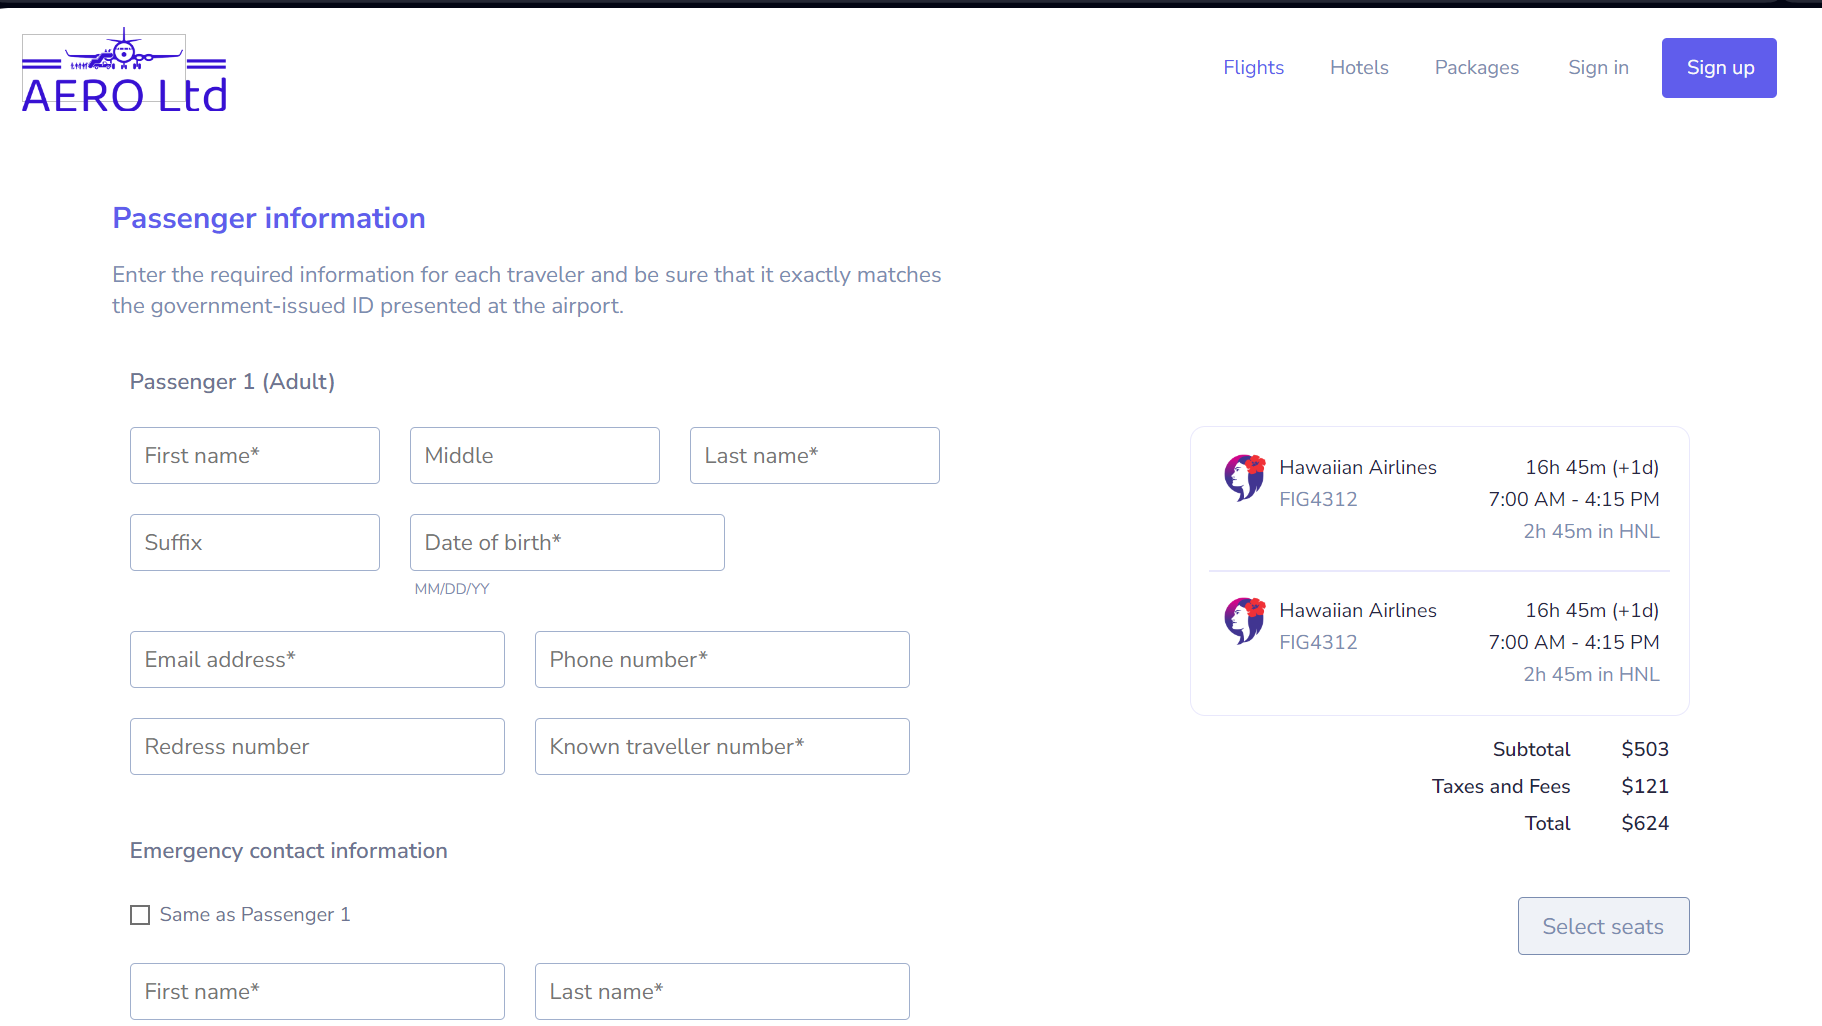 AERO Ltd
Flights
Hotels
Packages
Sign in
Sign up
Passenger information
Enter the required information for each traveler and be sure that it exactly matches
the government-issued ID presented at the airport.
Passenger 1 (Adult)
First name*
Middle
Last name*
Suffix
Date of birth*
MM/DD/YY
Email address*
Phone number*
Redress number
Known traveller number*
Emergency contact information
Same as Passenger 1
First name*
Last name*
Hawaiian Airlines
16h 45m (+1d)
FIG4312
7:00 AM - 4:15 PM
2h 45m in HNL
Hawaiian Airlines
16h 45m (+1d)
FIG4312
7:00 AM - 4:15 PM
2h 45m in HNL
Subtotal $503
Taxes and Fees $121
Total $624
Select seats